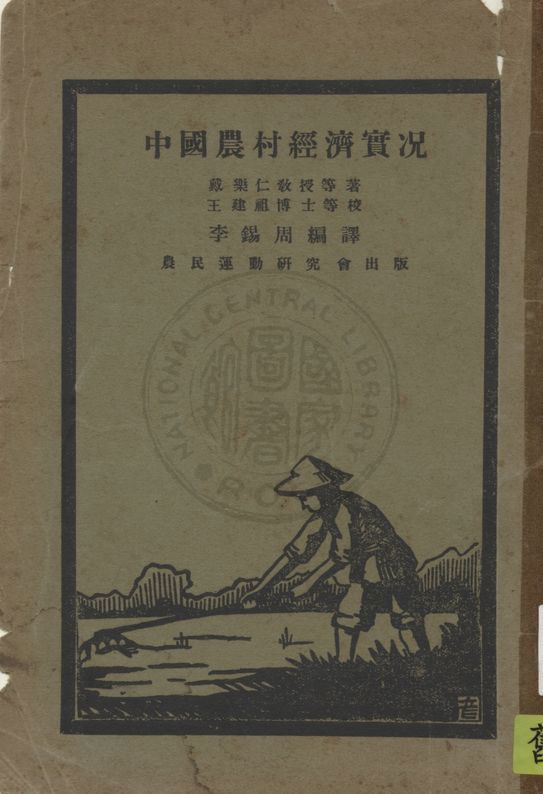 中國農村經濟實況
戴樂仁教授等著
王建祖博士等校
李錫周編譯
農民運動研究會出版
NATIONAL CENTRAL LIBRARY
國家圖書館
R.O.C.
舊